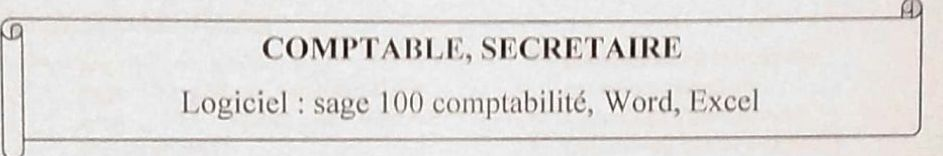 COMPTABLE, SECRETAIRE
Logiciel : sage 100 comptabilité, Word, Excel